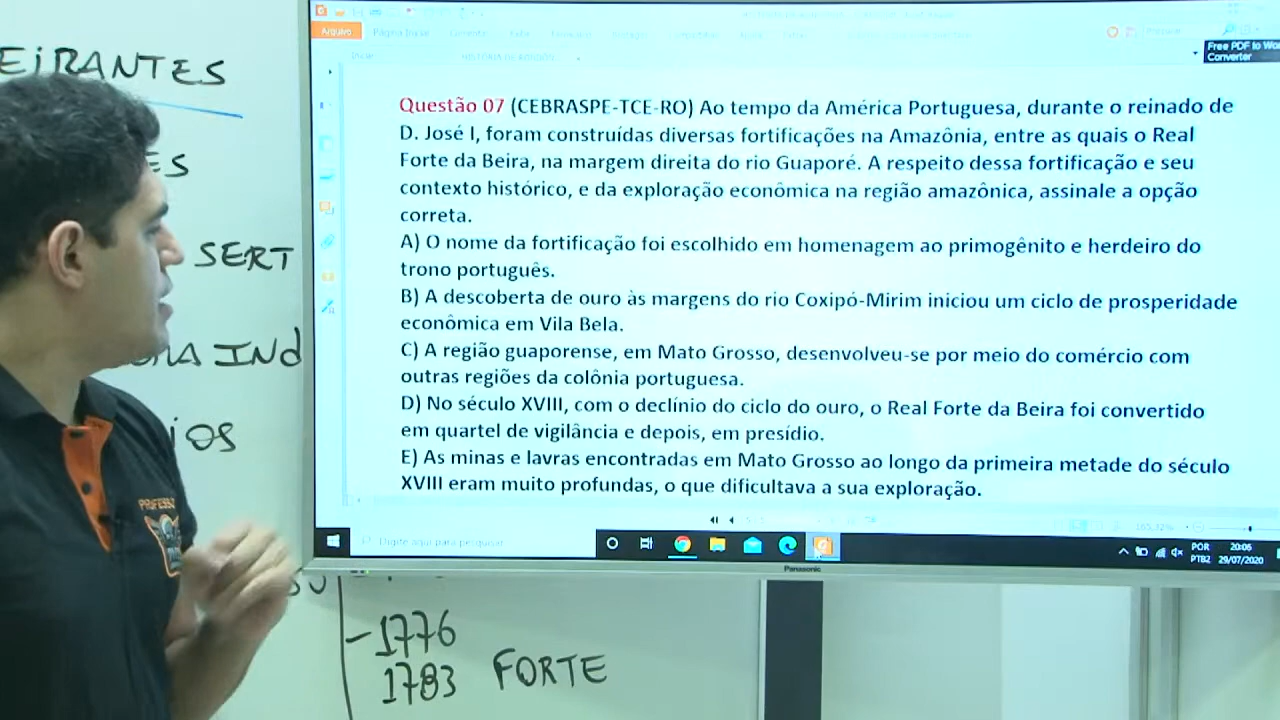 EIRANTES
ES
SERT
MA INd
iOS
-1776
1783 FORTE
PROFESSO
Arquivo
Free PDF to Wo
Converter
Questão 07 (CEBRASPE-TCE-RO) Ao tempo da América Portuguesa, durante o reinado de
D. José I, foram construídas diversas fortificações na Amazônia, entre as quais o Real
Forte da Beira, na margem direita do rio Guaporé. A respeito dessa fortificação e seu
contexto histórico, e da exploração econômica na região amazônica, assinale a opção
correta.
A) O nome da fortificação foi escolhido em homenagem ao primogênito e herdeiro do
trono português.
B) A descoberta de ouro às margens do rio Coxipó-Mirim iniciou um ciclo de prosperidade
econômica em Vila Bela.
C) A região guaporense, em Mato Grosso, desenvolveu-se por meio do comércio com
outras regiões da colônia portuguesa.
D) No século XVIII, com o declínio do ciclo do ouro, o Real Forte da Beira foi convertido
em quartel de vigilância e depois, em presídio.
E) As minas e lavras encontradas em Mato Grosso ao longo da primeira metade do século
XVIII eram muito profundas, o que dificultava a sua exploração.
Digite aqui para pesquisar
POR
PTB2
20:06
29/07/2020
Panasonic